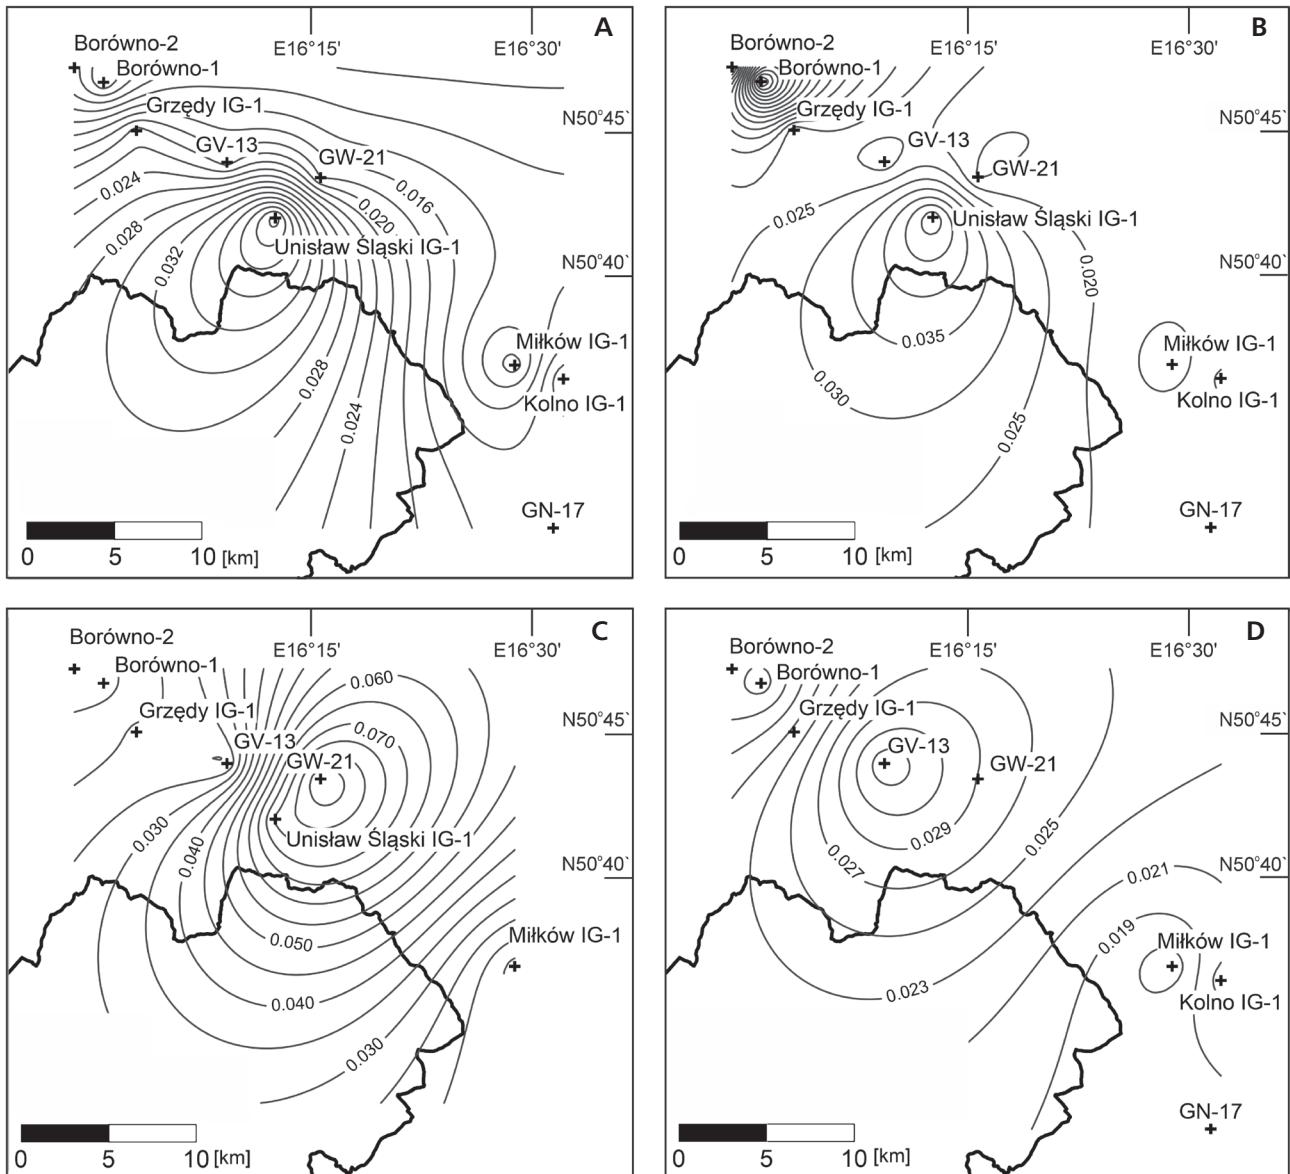 A
E16°15'
E16°30'
Borówno-2
Borówno-1
Grzędy IG-1
N50°45`
GV-13
GW-21
0.024
0.016
0.020
0.028
Unisław Śląski IG-1
0.032
N50°40`
Miłków IG-1
0.028
Kolno IG-1
0.024
GN-17
0
5
10
[km]
B
E16°15'
E16°30'
Borówno-2
Borówno-1
Grzędy IG-1
N50°45`
GV-13
GW-21
0.025
Unisław Śląski IG-1
N50°40`
0.020
0.035
Miłków IG-1
0.030
Kolno IG-1
0.025
GN-17
0
5
10
[km]
C
E16°15'
E16°30'
Borówno-2
Borówno-1
0.060
Grzędy IG-1
N50°45`
0.070
GV-13
GW-21
0.030
Unisław Śląski IG-1
0.040
N50°40`
0.050
Miłków IG-1
0.040
0.030
0
5
10
[km]
D
E16°15'
E16°30'
Borówno-2
Borówno-1
Grzędy IG-1
N50°45`
GV-13
GW-21
0.029
0.025
0.027
N50°40`
0.021
0.019
Miłków IG-1
0.023
Kolno IG-1
GN-17
0
5
10
[km]